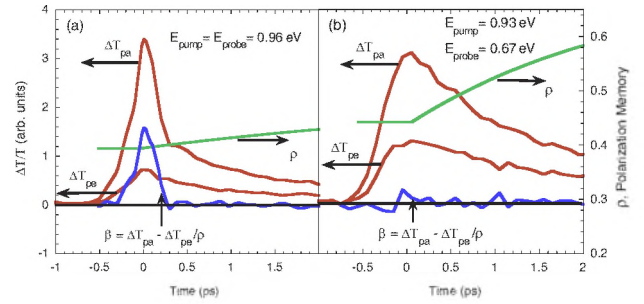 (a)
E_pump = E_probe = 0.96 eV
ΔT_pa
ρ
ΔT_pe
β = ΔT_pa - ΔT_pe/ρ
ΔT/T (arb. units)
4
3
2
1
0
-1
-1 -0.5 0 0.5 1 1.5
Time (ps)
(b)
E_pump = 0.93 eV
E_probe = 0.67 eV
ΔT_pa
ρ
ΔT_pe
β = ΔT_pa - ΔT_pe/ρ
0.6
0.5
0.4
0.3
0.2
ρ, Polarization Memory
-1 -0.5 0 0.5 1 1.5 2
Time (ps)